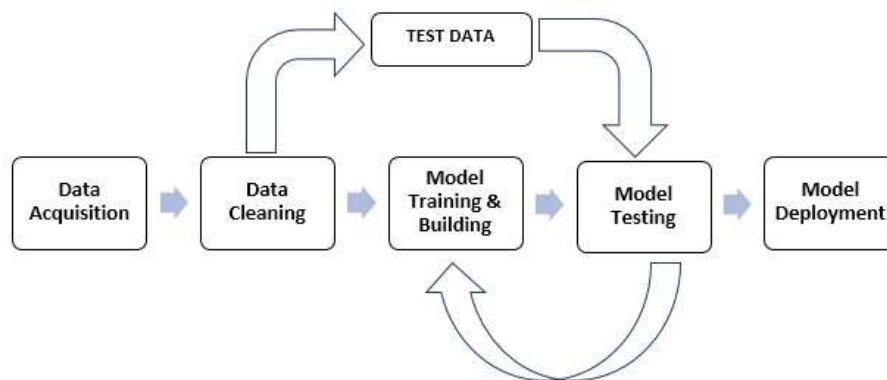 TEST DATA
Data
Acquisition
Data
Cleaning
Model
Training &
Building
Model
Testing
Model
Deployment